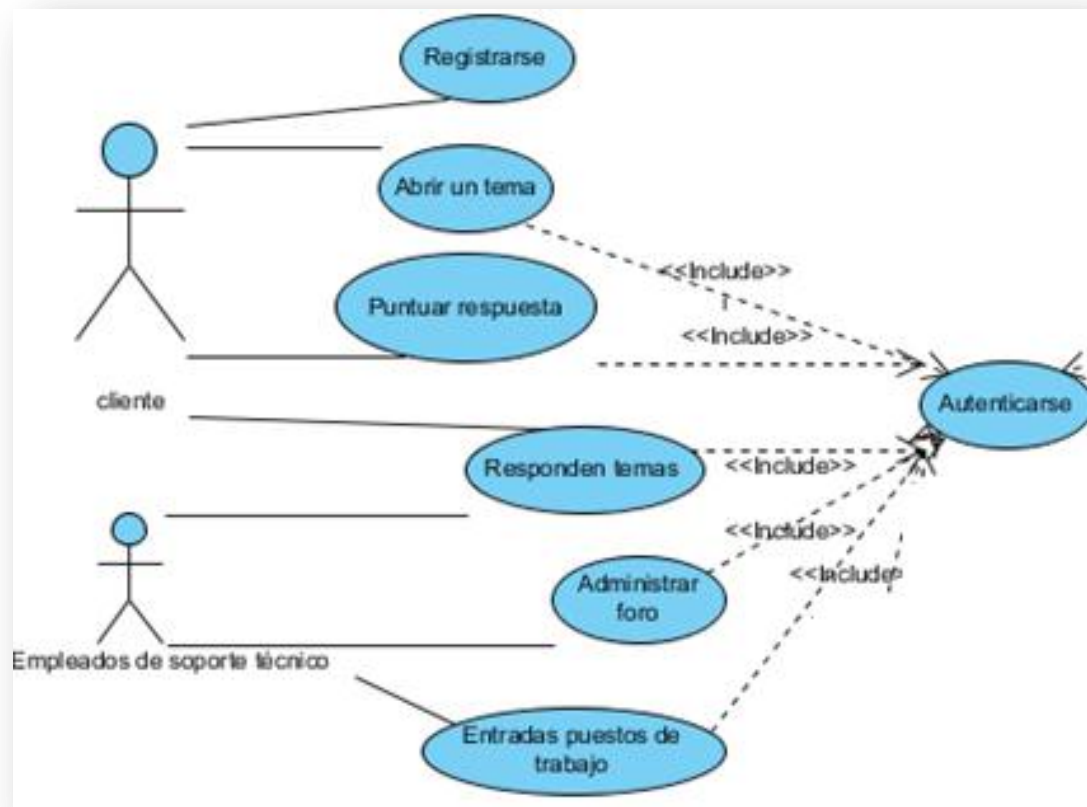 Registrarse
Abrir un tema
<<Include>>
Puntuar respuesta
<<Include>>
cliente
Autenticarse
Responden temas
<<Include>>
<<Include>>
Administrar
foro
<<Include>
Empleados de soporte técnico
Entradas puestos de
trabajo